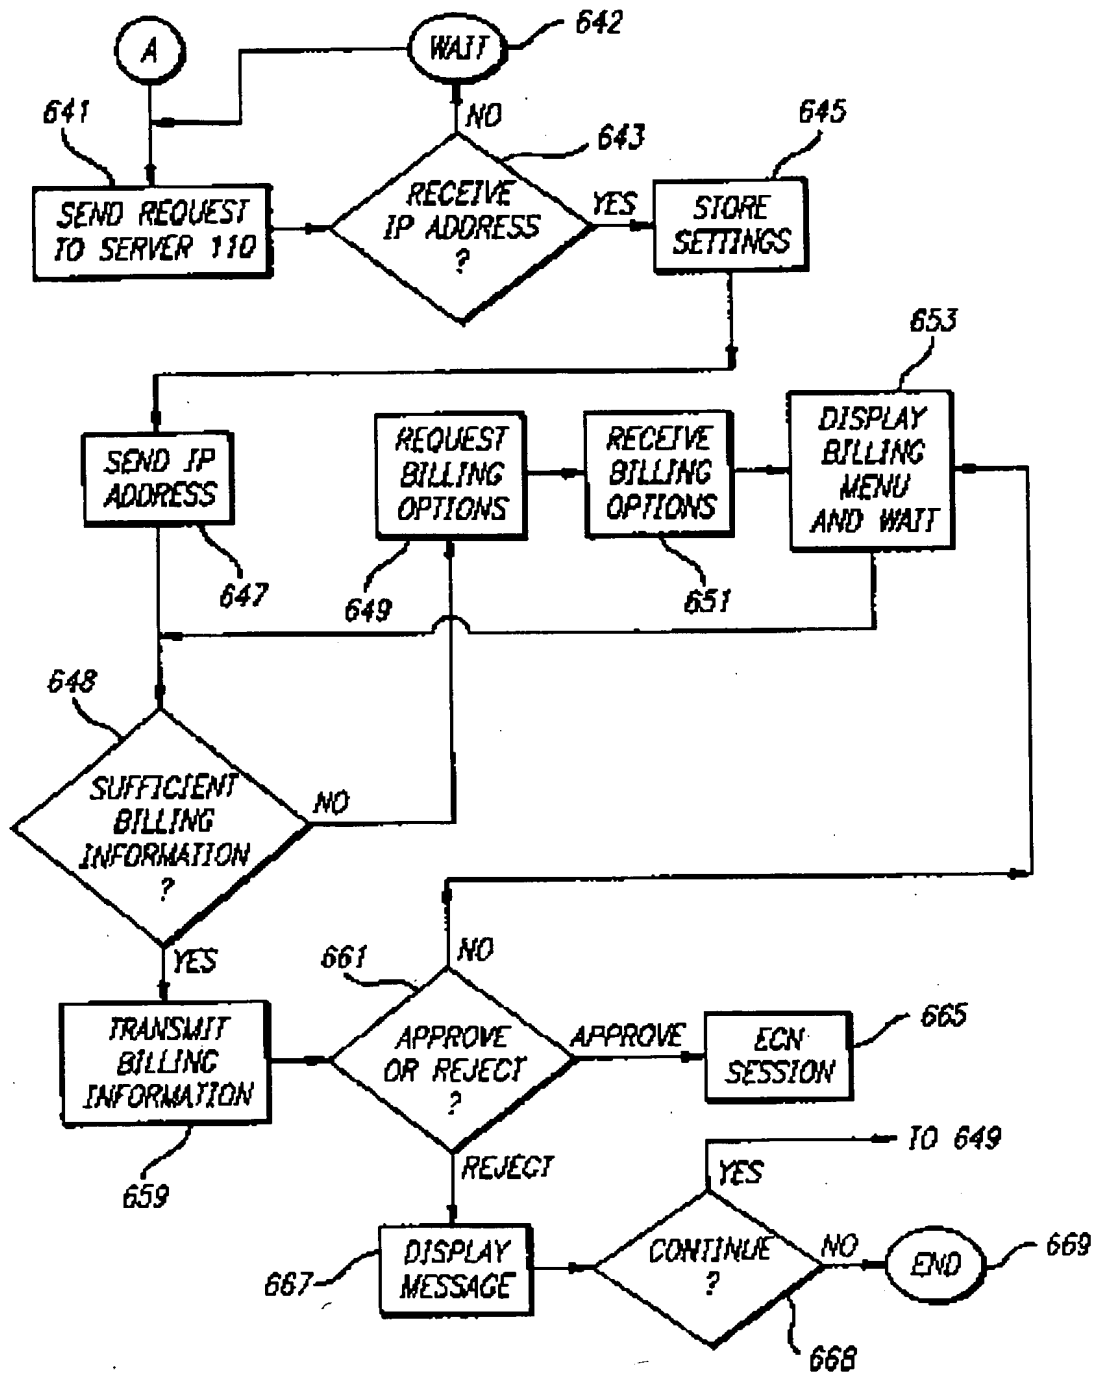 A
WAIT
642
641
NO
643
645
SEND REQUEST
TO SERVER 110
RECEIVE
IP ADDRESS
?
YES
STORE
SETTINGS
653
SEND IP
ADDRESS
REQUEST
BILLING
OPTIONS
RECEIVE
BILLING
OPTIONS
DISPLAY
BILLING
MENU
AND WAIT
647
649
651
648
SUFFICIENT
BILLING
INFORMATION
?
NO
YES
661
NO
TRANSMIT
BILLING
INFORMATION
APPROVE
OR REJECT
?
APPROVE
ECN
SESSION
665
659
REJECT
TO 649
YES
667
DISPLAY
MESSAGE
CONTINUE
?
NO
END
669
668